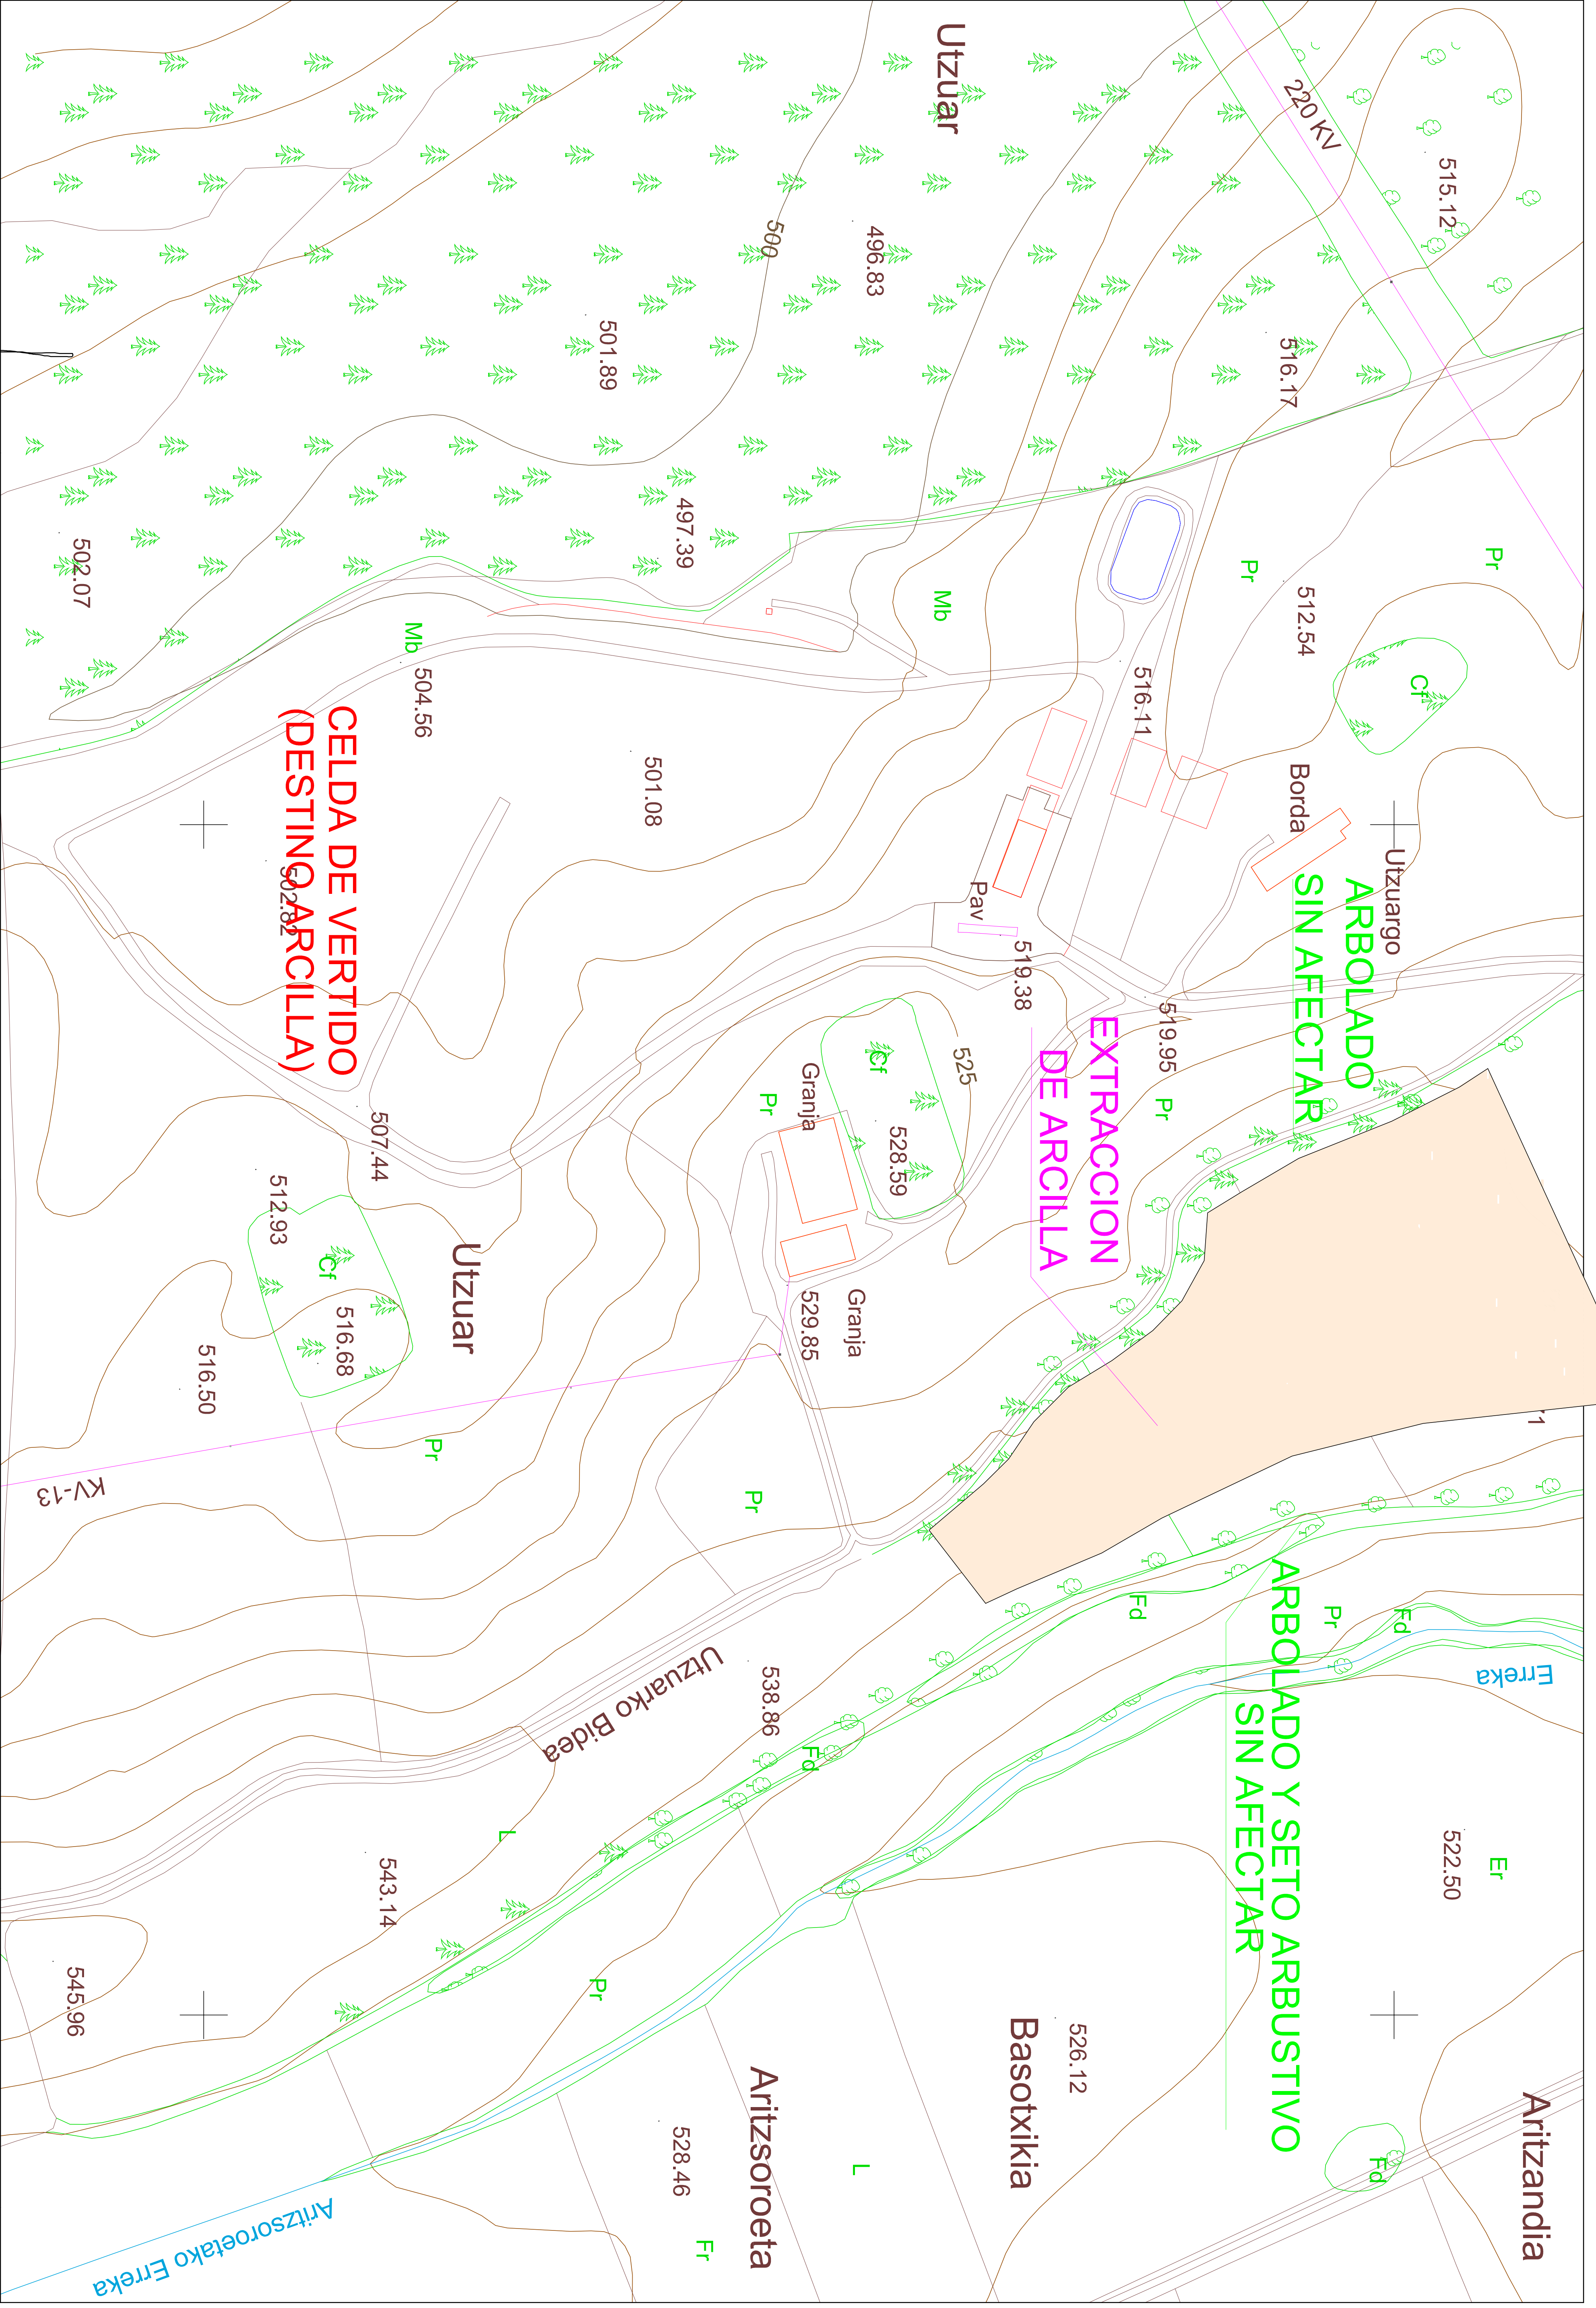 Utzuar
220 KV
515.12
500
496.83
501.89
516.17
497.39
502.07
Pr
Pr
Mb
512.54
Mb
Cf
504.56
516.11
CELDA DE VERTIDO
(DESTINO ARCILLA)
501.08
502.82
Borda
Utzuargo
Pav
519.38
519.95
ARBOLADO
SIN AFECTAR
EXTRACCION
DE ARCILLA
525
Cf
Granja
Pr
Pr
528.59
507.44
512.93
Cf
Utzuar
516.68
516.50
529.85
Granja
Pr
KV-13
Pr
Utzuarko Bidea
538.86
Fd
Fd
Pr
Fd
Erreka
ARBOLADO Y SETO ARBUSTIVO
SIN AFECTAR
522.50
Er
L
543.14
545.96
Pr
526.12
Basotxikia
Aritzsoroeta
528.46
L
Fr
Fd
Aritzandia
Aritzsoroetako Erreka